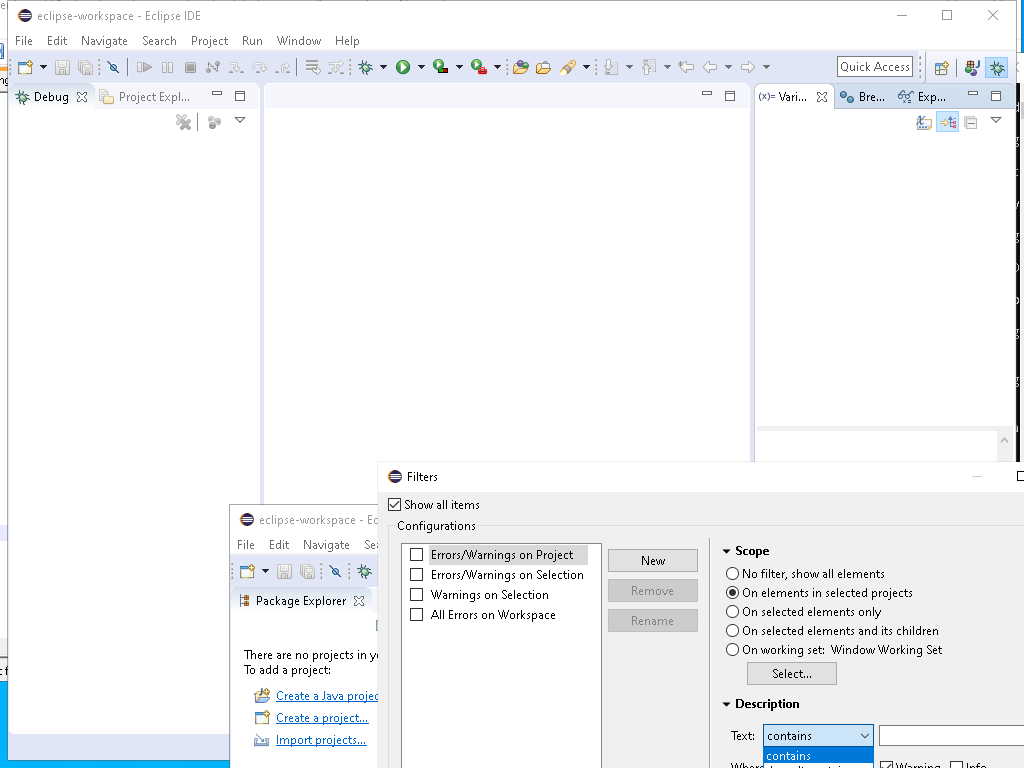 eclipse-workspace - Eclipse IDE
File Edit Navigate Search Project Run Window Help
Quick Access
Debug Project Expl... (x)= Vari... Bre... Exp...
Filters
Show all items
Configurations
Errors/Warnings on Project
Errors/Warnings on Selection
Warnings on Selection
All Errors on Workspace
New
Remove
Rename
Scope
No filter, show all elements
On elements in selected projects
On selected elements only
On selected elements and its children
On working set: Window Working Set
Select...
Description
Text: contains
contains
Warning Info
eclipse-workspace - Ec
File Edit Navigate Sea
Package Explorer
There are no projects in yo
To add a project:
Create a Java projec
Create a project...
Import projects...